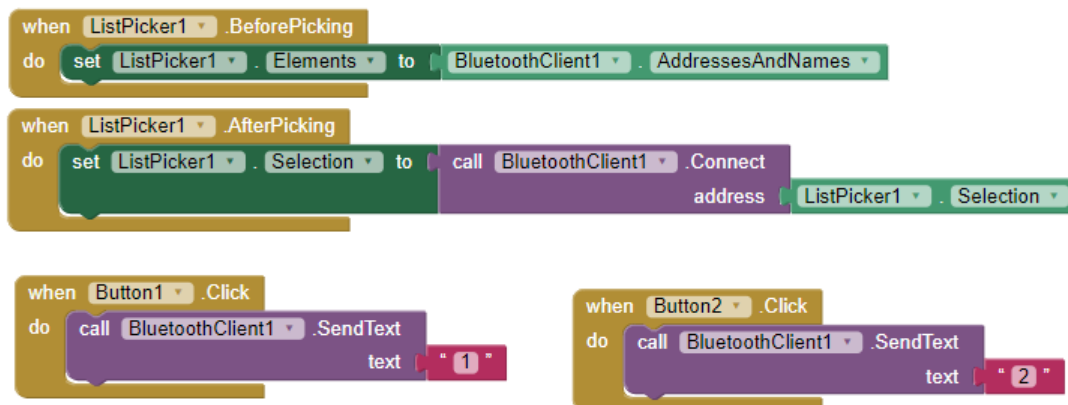 when ListPicker1 .BeforePicking
do set ListPicker1 . Elements to BluetoothClient1 . AddressesAndNames
when ListPicker1 .AfterPicking
do set ListPicker1 . Selection to call BluetoothClient1 .Connect
address ListPicker1 . Selection
when Button1 .Click
do call BluetoothClient1 .SendText
text " 1 "
when Button2 .Click
do call BluetoothClient1 .SendText
text " 2 "